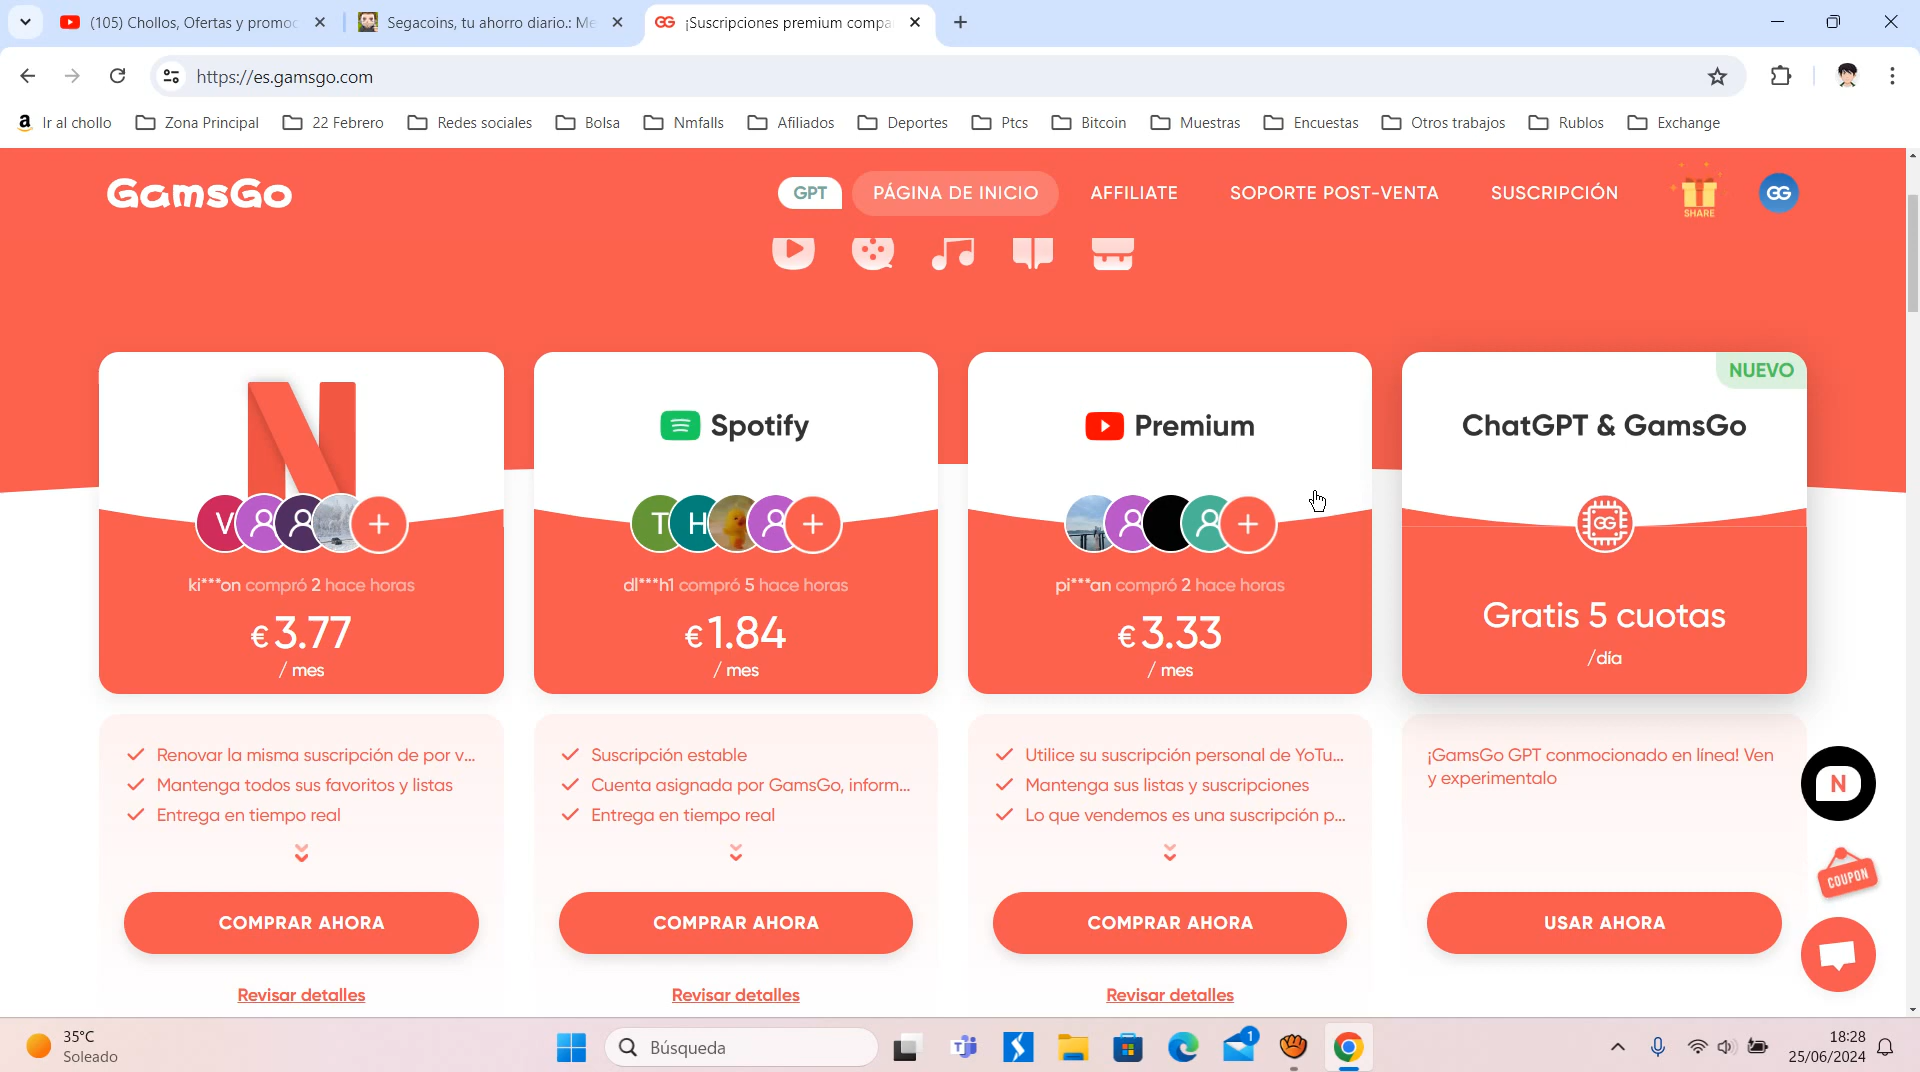 (105) Chollos, Ofertas y promoc
Segacoins, tu ahorro diario.: Me
¡Suscripciones premium compa
https://es.gamsgo.com
Ir al chollo
Zona Principal
22 Febrero
Redes sociales
Bolsa
Nmfalls
Afiliados
Deportes
Ptcs
Bitcoin
Muestras
Encuestas
Otros trabajos
Rublos
Exchange
GamsGo
GPT
PÁGINA DE INICIO
AFFILIATE
SOPORTE POST-VENTA
SUSCRIPCIÓN
SHARE
GG
N
V
ki***on compró 2 hace horas
€3.77
/ mes
Spotify
T
H
dl***h1 compró 5 hace horas
€1.84
/ mes
Premium
pi***an compró 2 hace horas
€3.33
/ mes
NUEVO
ChatGPT & GamsGo
GG
Gratis 5 cuotas
/día
Renovar la misma suscripción de por v...
Mantenga todos sus favoritos y listas
Entrega en tiempo real
COMPRAR AHORA
Revisar detalles
Suscripción estable
Cuenta asignada por GamsGo, inform...
Entrega en tiempo real
COMPRAR AHORA
Revisar detalles
Utilice su suscripción personal de YoTu...
Mantenga sus listas y suscripciones
Lo que vendemos es una suscripción p...
COMPRAR AHORA
Revisar detalles
¡GamsGo GPT conmocionado en línea! Ven
y experimentalo
USAR AHORA
N
COUPON
35°C
Soleado
Búsqueda
1
18:28
25/06/2024